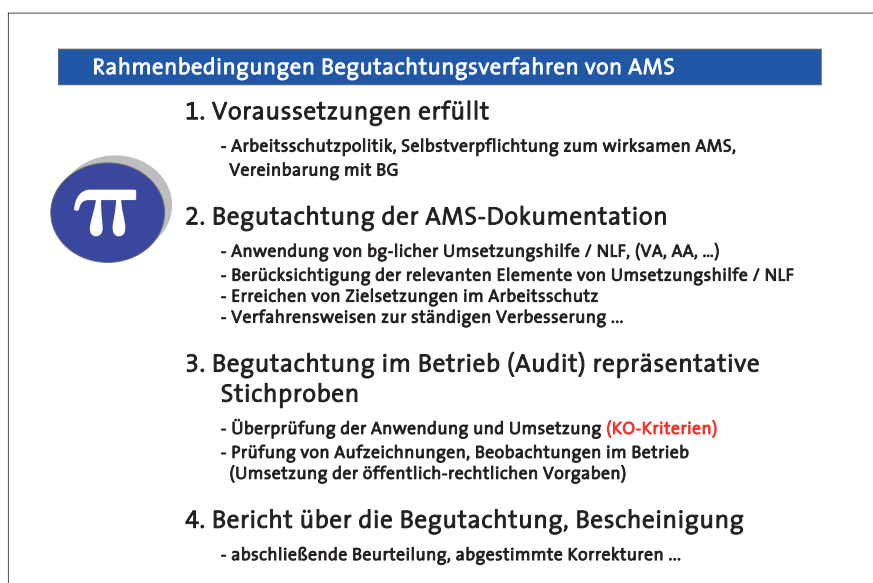 Rahmenbedingungen Begutachtungsverfahren von AMS
1. Voraussetzungen erfüllt
- Arbeitsschutzpolitik, Selbstverpflichtung zum wirksamen AMS,
Vereinbarung mit BG
π
2. Begutachtung der AMS-Dokumentation
- Anwendung von bg-licher Umsetzungshilfe / NLF, (VA, AA, …)
- Berücksichtigung der relevanten Elemente von Umsetzungshilfe / NLF
- Erreichen von Zielsetzungen im Arbeitsschutz
- Verfahrensweisen zur ständigen Verbesserung …
3. Begutachtung im Betrieb (Audit) repräsentative
Stichproben
- Überprüfung der Anwendung und Umsetzung (KO-Kriterien)
- Prüfung von Aufzeichnungen, Beobachtungen im Betrieb
(Umsetzung der öffentlich-rechtlichen Vorgaben)
4. Bericht über die Begutachtung, Bescheinigung
- abschließende Beurteilung, abgestimmte Korrekturen …